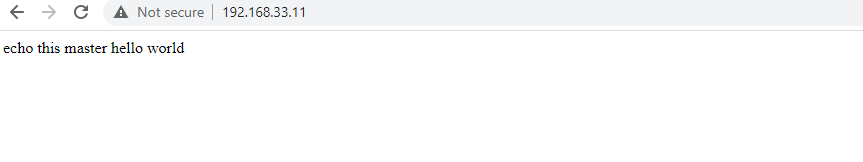 Not secure | 192.168.33.11
echo this master hello world